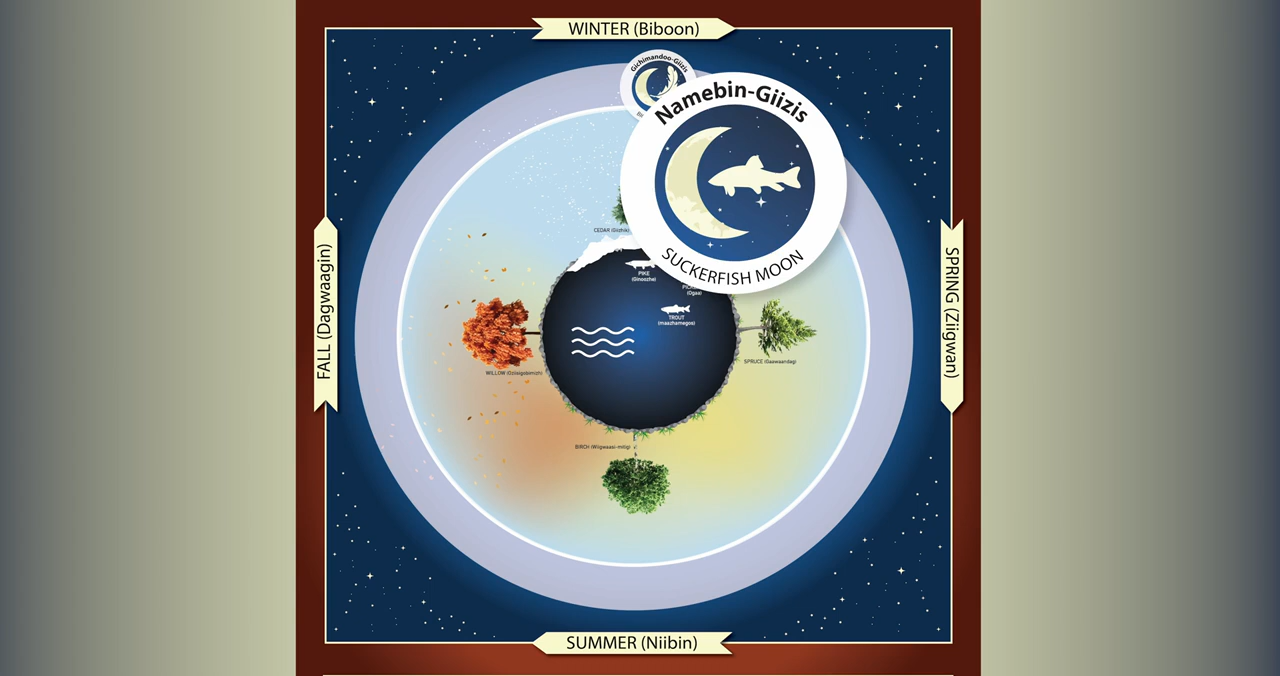 WINTER (Biboon)
Gichimandoo-Giizis
Namebin-Giizis
SUCKERFISH MOON
CEDAR (Giizhik)
PIKE
(Ginoozhe)
(Ogaa)
TROUT
(maazhamegos)
FALL (Dagwaagin)
SPRING (Ziigwan)
WILLOW (Oziisigobimizh)
SPRUCE (Gaawaandag)
BIRCH (Wiigwaasi-mitig)
SUMMER (Niibin)